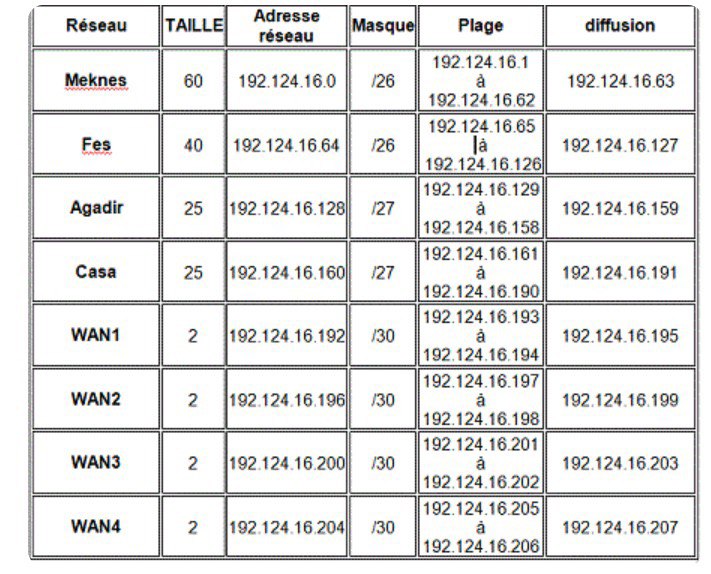 Réseau TAILLE Adresse réseau Masque Plage diffusion
Meknes 60 192.124.16.0 /26 192.124.16.1 à 192.124.16.62 192.124.16.63
Fes 40 192.124.16.64 /26 192.124.16.65 à 192.124.16.126 192.124.16.127
Agadir 25 192.124.16.128 /27 192.124.16.129 à 192.124.16.158 192.124.16.159
Casa 25 192.124.16.160 /27 192.124.16.161 à 192.124.16.190 192.124.16.191
WAN1 2 192.124.16.192 /30 192.124.16.193 à 192.124.16.194 192.124.16.195
WAN2 2 192.124.16.196 /30 192.124.16.197 à 192.124.16.198 192.124.16.199
WAN3 2 192.124.16.200 /30 192.124.16.201 à 192.124.16.202 192.124.16.203
WAN4 2 192.124.16.204 /30 192.124.16.205 à 192.124.16.206 192.124.16.207